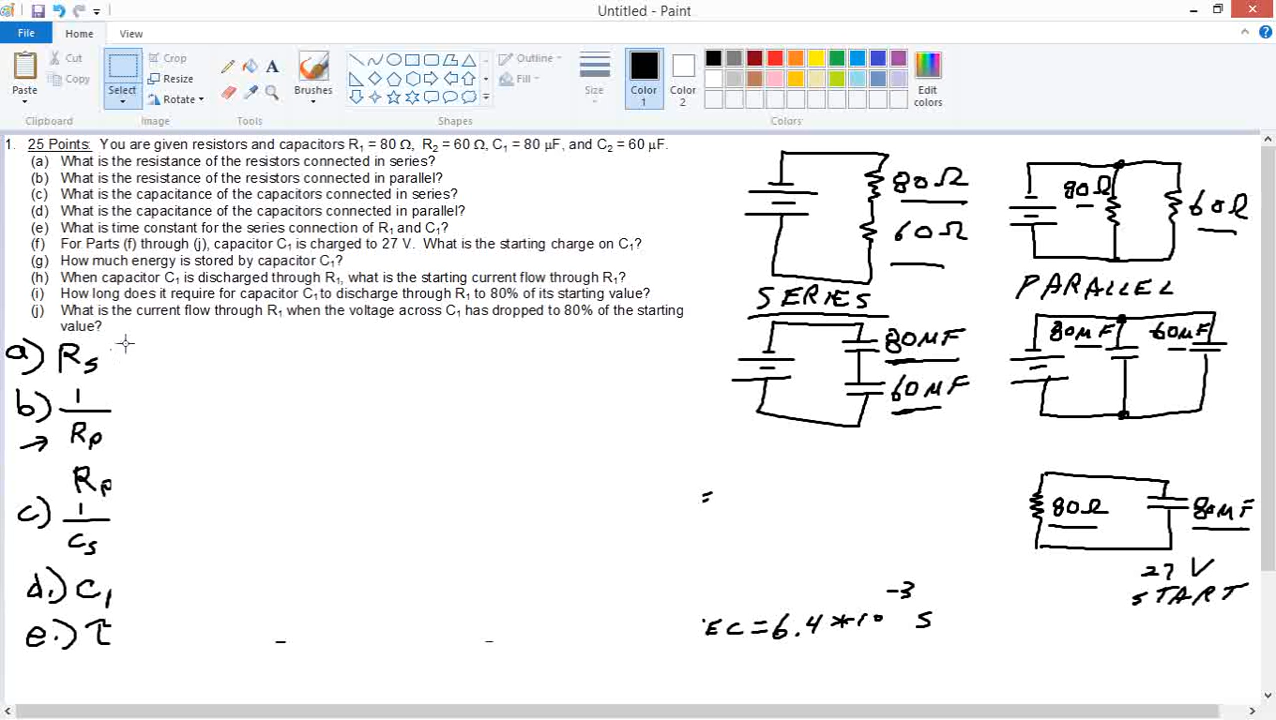 Untitled - Paint
File
Home
View
Paste
Cut
Copy
Clipboard
Select
Crop
Resize
Rotate
Image
A
Tools
Brushes
Outline
Fill
Shapes
Size
Color 1
Color 2
Edit colors
Colors
1. 25 Points: You are given resistors and capacitors R₁ = 80 Ω, R₂ = 60 Ω, C₁ = 80 μF, and C₂ = 60 μF.
(a) What is the resistance of the resistors connected in series?
(b) What is the resistance of the resistors connected in parallel?
(c) What is the capacitance of the capacitors connected in series?
(d) What is the capacitance of the capacitors connected in parallel?
(e) What is time constant for the series connection of R₁ and C₁?
(f) For Parts (f) through (j), capacitor C₁ is charged to 27 V. What is the starting charge on C₁?
(g) How much energy is stored by capacitor C₁?
(h) When capacitor C₁ is discharged through R₁, what is the starting current flow through R₁?
(i) How long does it require for capacitor C₁ to discharge through R₁ to 80% of its starting value?
(j) What is the current flow through R₁ when the voltage across C₁ has dropped to 80% of the starting
value?
80Ω
60Ω
SERIES
80Ω
60Ω
PARALLEL
80μF
60μF
80μF
60μF
80Ω
80μF
27 V
START
a) Rs
b) 1
→ Rp
Rp
c) 1
Cs
d.) C
e.) τ
=
EC = 6.4 * 10⁻³ S